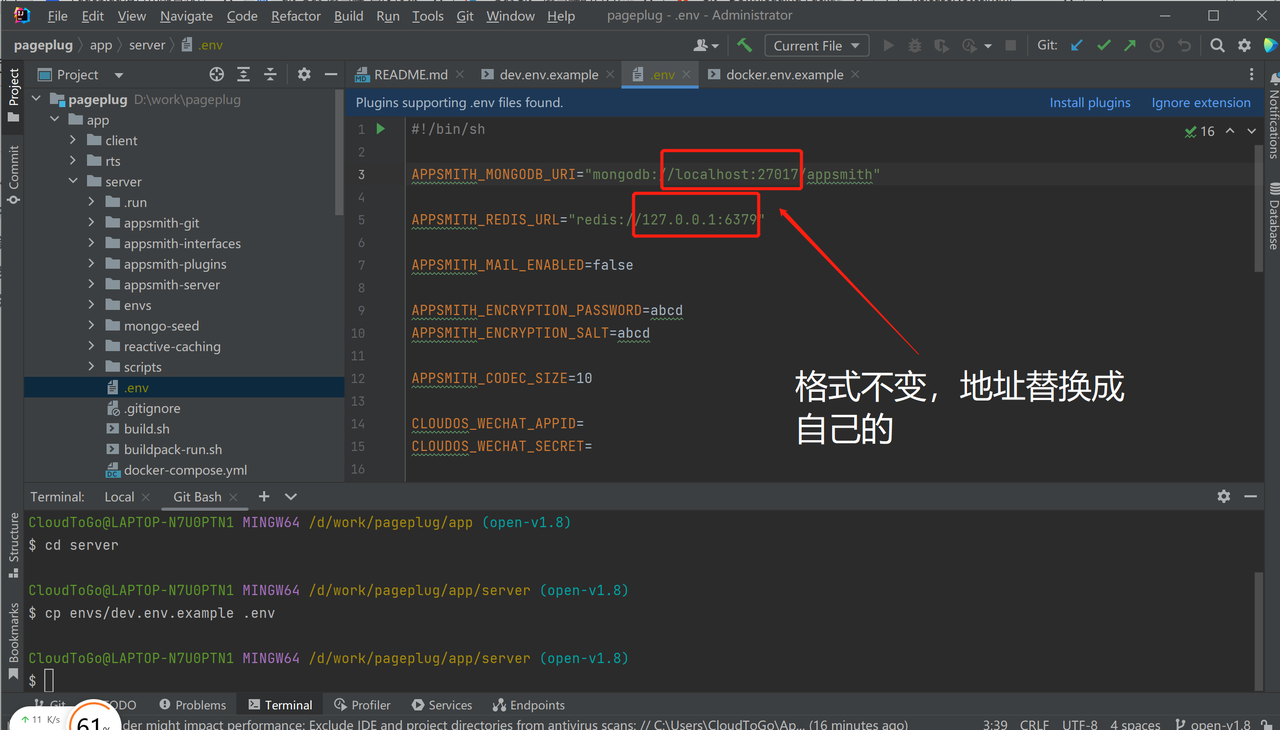 File Edit View Navigate Code Refactor Build Run Tools Git Window Help pageplug - .env - Administrator
pageplug app server .env Current File Git:
Project README.md dev.env.example .env docker.env.example
Project
Commit
Structure
Bookmarks
Notifications
Database
pageplug D:\work\pageplug
app
client
rts
server
.run
appsmith-git
appsmith-interfaces
appsmith-plugins
appsmith-server
envs
mongo-seed
reactive-caching
scripts
.env
.gitignore
build.sh
buildpack-run.sh
docker-compose.yml
Plugins supporting .env files found. Install plugins Ignore extension
1 #!/bin/sh 16
2
3 APPSMITH_MONGODB_URI="mongodb://localhost:27017/appsmith"
4
5 APPSMITH_REDIS_URL="redis://127.0.0.1:6379"
6
7 APPSMITH_MAIL_ENABLED=false
8
9 APPSMITH_ENCRYPTION_PASSWORD=abcd
10 APPSMITH_ENCRYPTION_SALT=abcd
11
12 APPSMITH_CODEC_SIZE=10
13
14 CLOUDOS_WECHAT_APPID=
15 CLOUDOS_WECHAT_SECRET=
16
格式不变，地址替换成
自己的
Terminal: Local Git Bash
CloudToGo@LAPTOP-N7U0PTN1 MINGW64 /d/work/pageplug/app (open-v1.8)
$ cd server
CloudToGo@LAPTOP-N7U0PTN1 MINGW64 /d/work/pageplug/app/server (open-v1.8)
$ cp envs/dev.env.example .env
CloudToGo@LAPTOP-N7U0PTN1 MINGW64 /d/work/pageplug/app/server (open-v1.8)
$
Git TODO Problems Terminal Profiler Services Endpoints
11 K/s 61% der might impact performance: Exclude IDE and project directories from antivirus scans: // C:\Users\CloudToGo\Ap... (16 minutes ago) 3:39 CRLF UTF-8 4 spaces open-v1.8